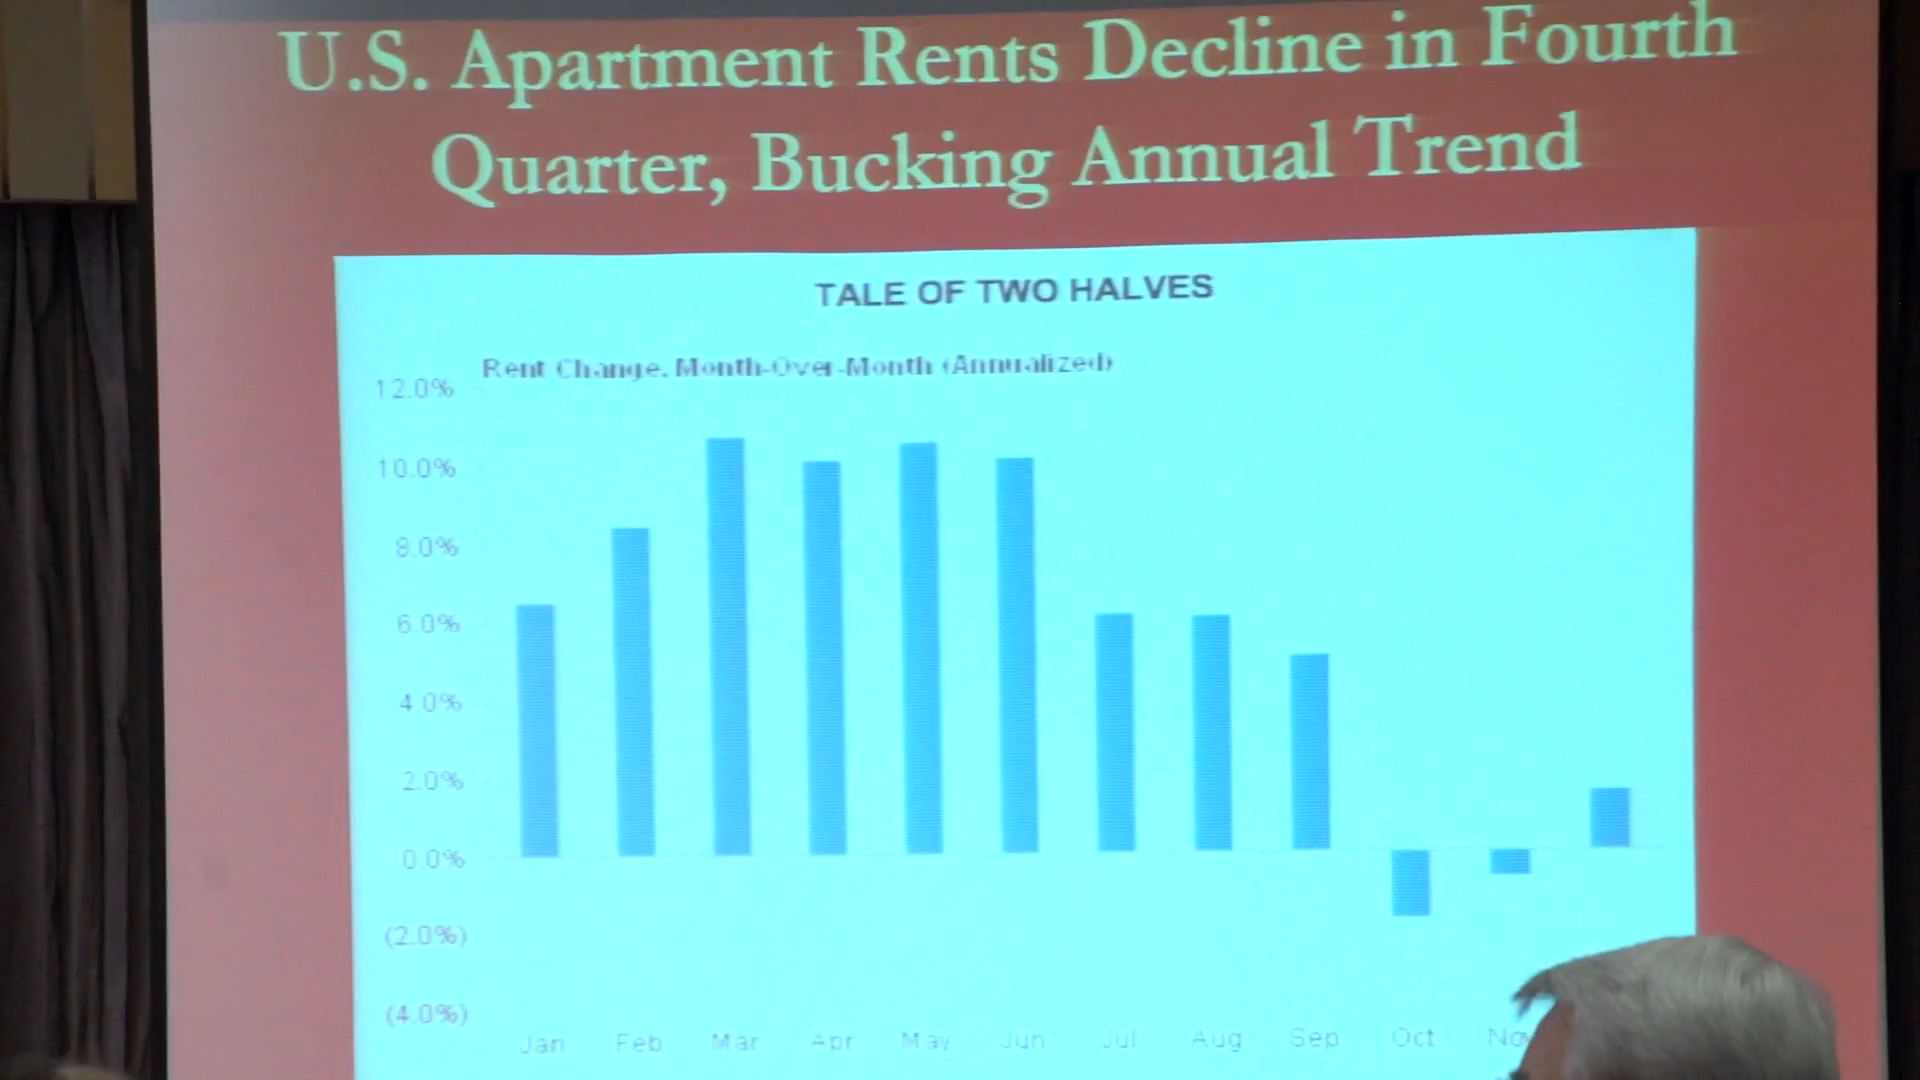 U.S. Apartment Rents Decline in Fourth
Quarter, Bucking Annual Trend
TALE OF TWO HALVES
Rent Change, Month-Over-Month (Annualized)
12.0%
10.0%
8.0%
6.0%
4.0%
2.0%
0.0%
(2.0%)
(4.0%)
Jan Feb Mar Apr May Jun Jul Aug Sep Oct